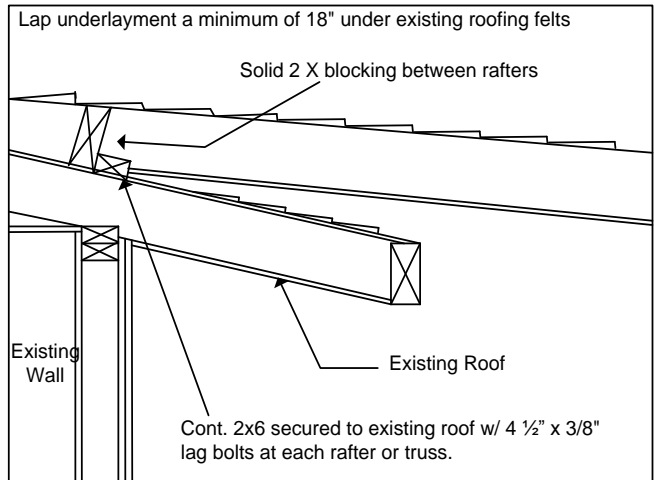 Lap underlayment a minimum of 18" under existing roofing felts
Solid 2 X blocking between rafters
Existing
Wall
Existing Roof
Cont. 2x6 secured to existing roof w/ 4 ½” x 3/8"
lag bolts at each rafter or truss.